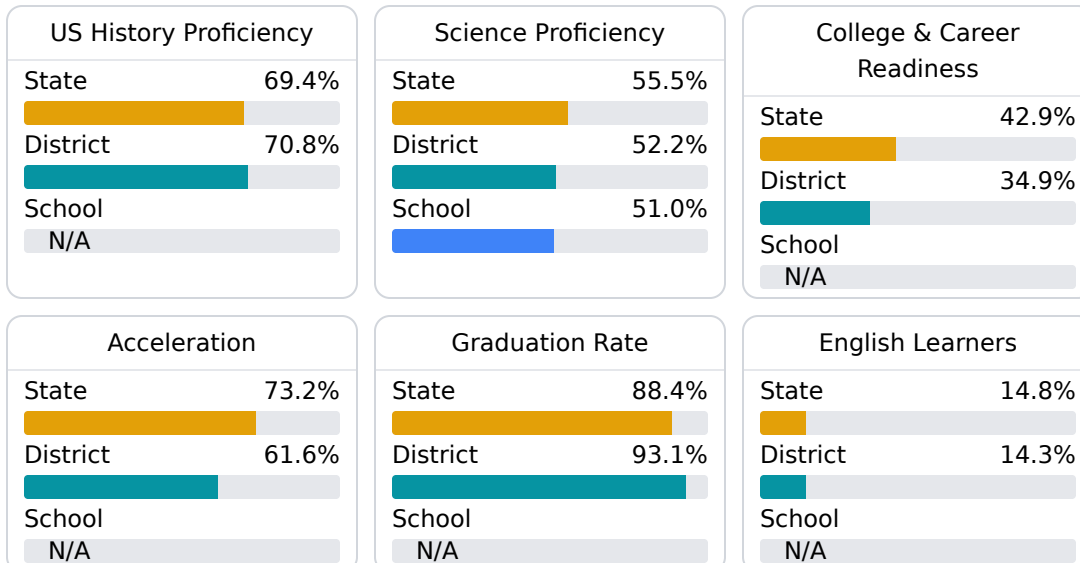 US History Proficiency
State 69.4%
District 70.8%
School
N/A
Science Proficiency
State 55.5%
District 52.2%
School 51.0%
College & Career
Readiness
State 42.9%
District 34.9%
School
N/A
Acceleration
State 73.2%
District 61.6%
School
N/A
Graduation Rate
State 88.4%
District 93.1%
School
N/A
English Learners
State 14.8%
District 14.3%
School
N/A